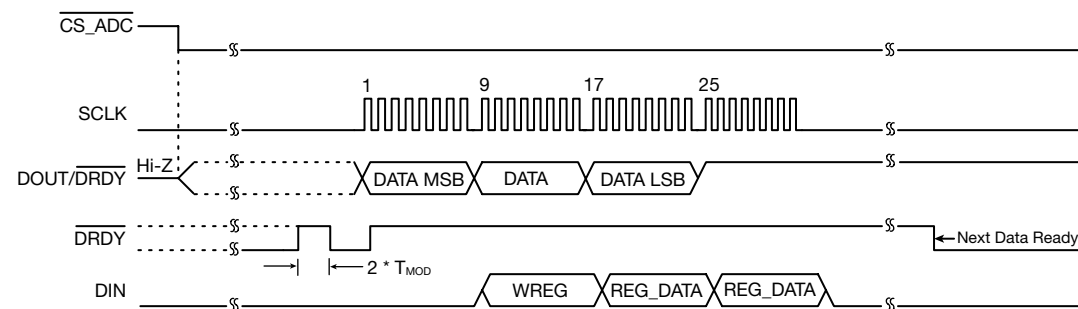 CS_ADC
1 9 17 25
SCLK
Hi-Z
DOUT/DRDY
DATA MSB DATA DATA LSB
DRDY
Next Data Ready
2 * TMOD
DIN
WREG REG_DATA REG_DATA